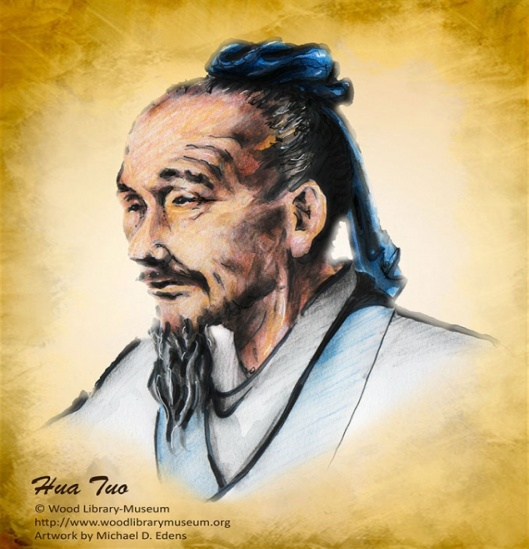 Hua Tuo
© Wood Library-Museum
http://www.woodlibrarymuseum.org
Artwork by Michael D. Edens